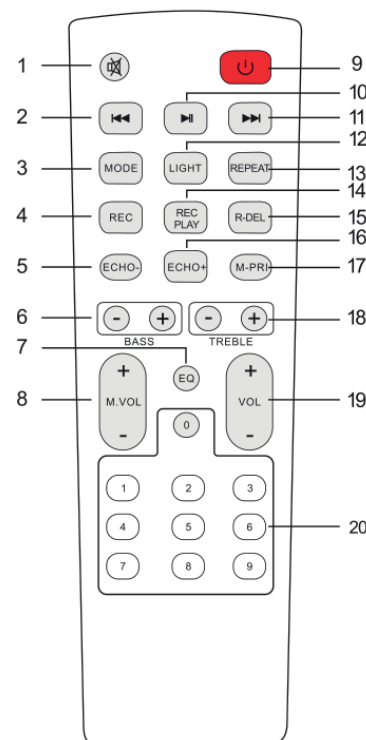 1 9
10
2 11
12
MODE LIGHT REPEAT
3 13
14
4 REC REC PLAY R-DEL 15
16
5 ECHO- ECHO+ M-PRI 17
6 - + - + 18
BASS TREBLE
7
+ EQ +
8 M.VOL VOL 19
- 0 -
1 2 3
4 5 6 20
7 8 9